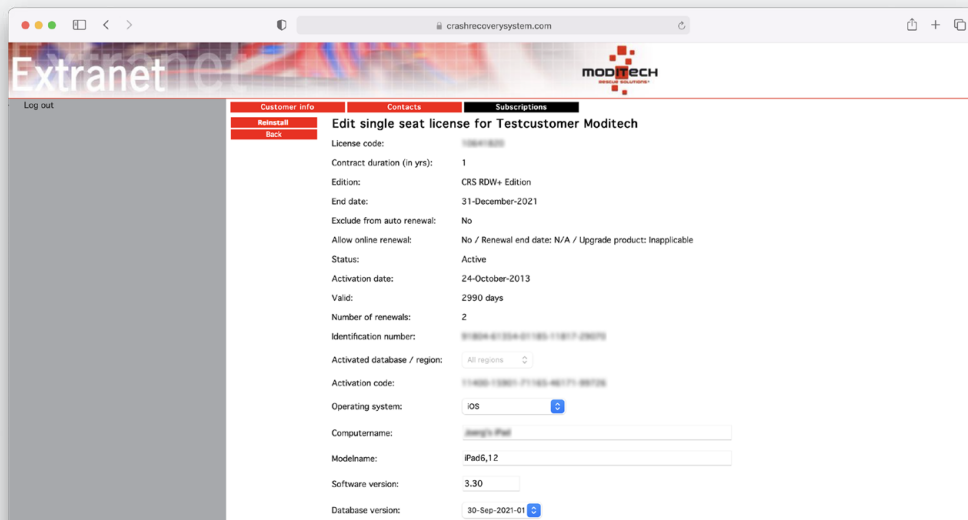 crashrecoverysystem.com
Extranet
MODITECH
RESCUE SOLUTIONS
Log out
Customer info Contacts Subscriptions
Reinstall
Back
Edit single seat license for Testcustomer Moditech
License code:
Contract duration (in yrs): 1
Edition: CRS RDW+ Edition
End date: 31-December-2021
Exclude from auto renewal: No
Allow online renewal: No / Renewal end date: N/A / Upgrade product: Inapplicable
Status: Active
Activation date: 24-October-2013
Valid: 2990 days
Number of renewals: 2
Identification number:
Activated database / region: All regions
Activation code:
Operating system: iOS
Computername:
Modelname: iPad6,12
Software version: 3.30
Database version: 30-Sep-2021-01